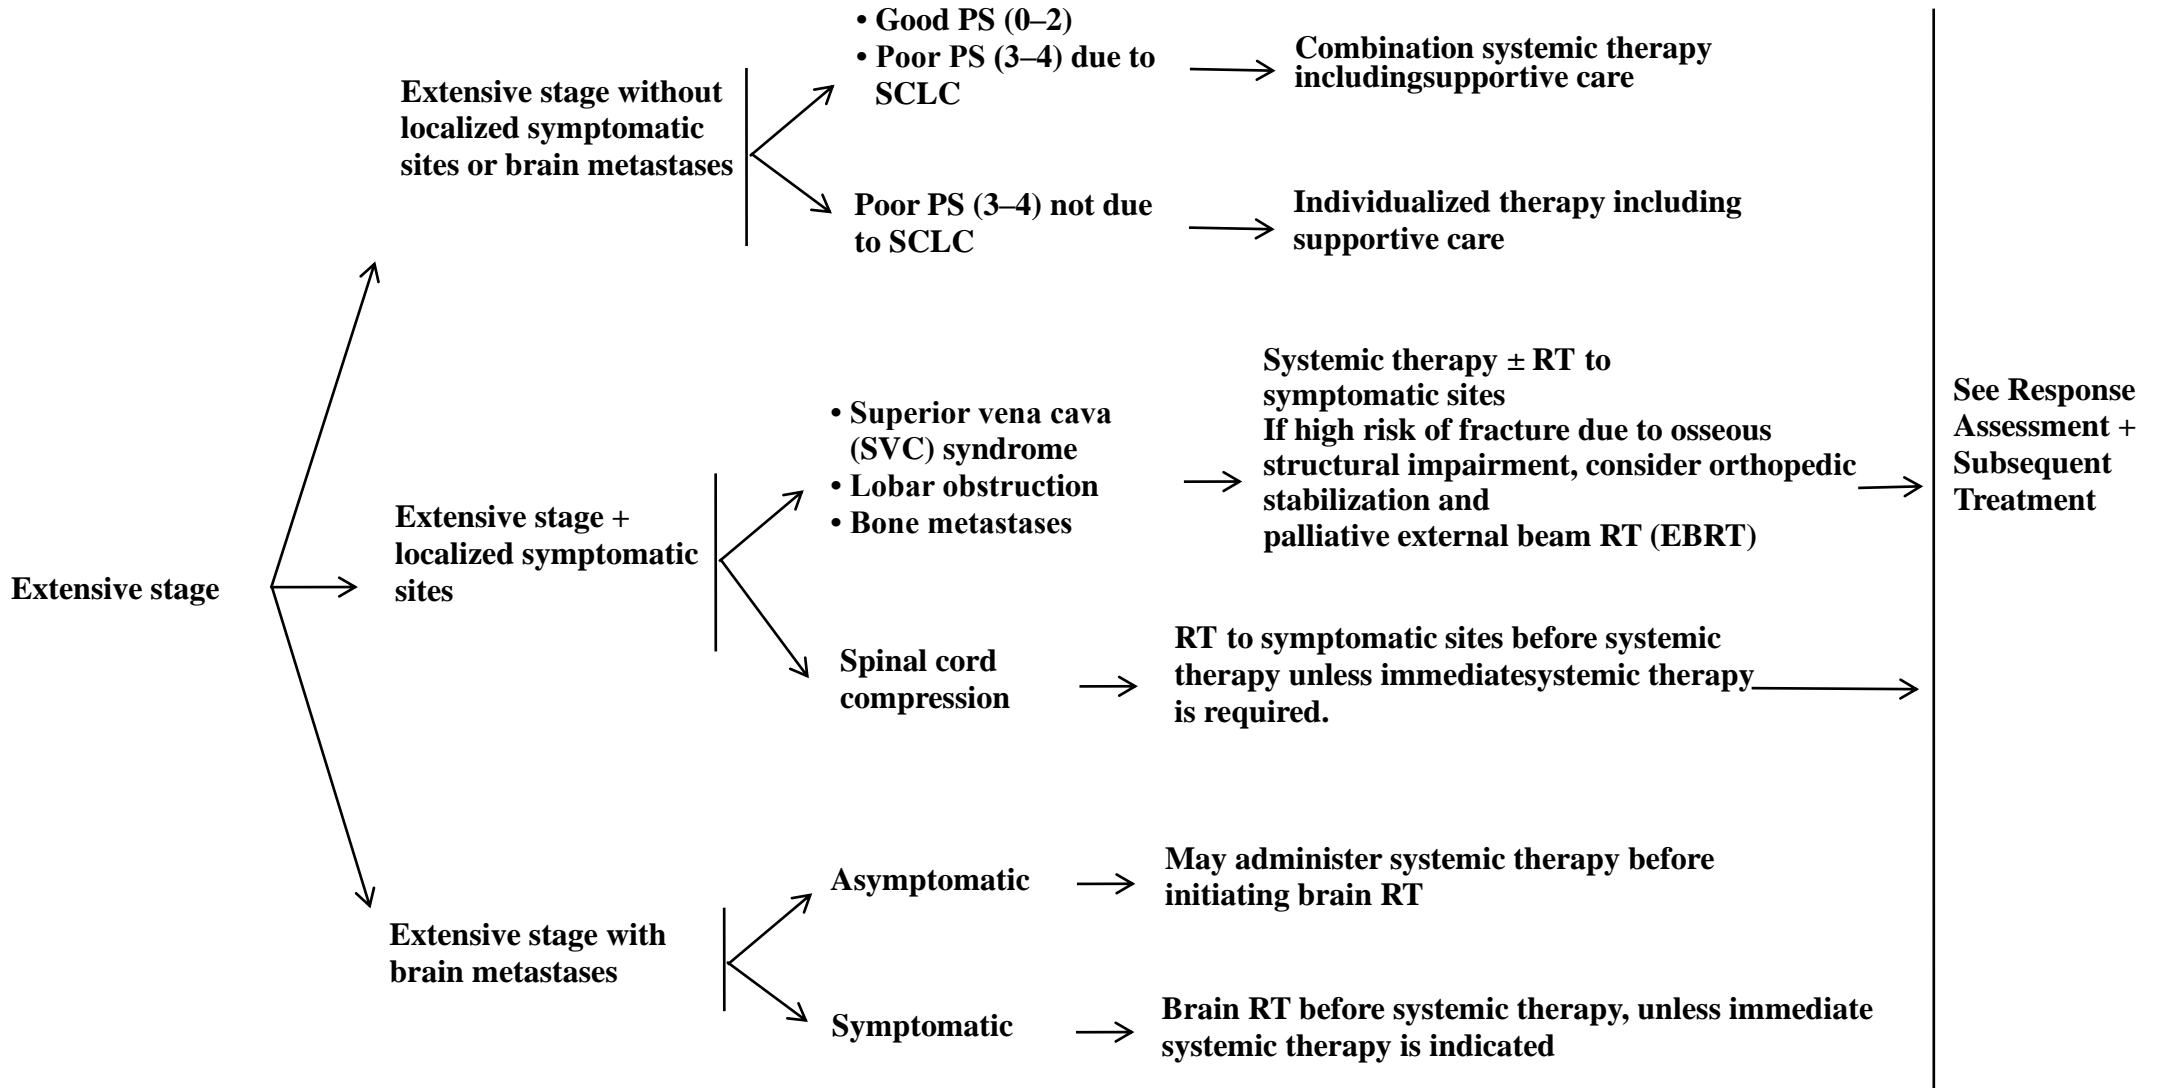 Extensive stage
Extensive stage without
localized symptomatic
sites or brain metastases
• Good PS (0–2)
• Poor PS (3–4) due to
SCLC
Combination systemic therapy
includingsupportive care
Poor PS (3–4) not due
to SCLC
Individualized therapy including
supportive care
Extensive stage +
localized symptomatic
sites
• Superior vena cava
(SVC) syndrome
• Lobar obstruction
• Bone metastases
Systemic therapy ± RT to
symptomatic sites
If high risk of fracture due to osseous
structural impairment, consider orthopedic
stabilization and
palliative external beam RT (EBRT)
Spinal cord
compression
RT to symptomatic sites before systemic
therapy unless immediatesystemic therapy
is required.
Extensive stage with
brain metastases
Asymptomatic
May administer systemic therapy before
initiating brain RT
Symptomatic
Brain RT before systemic therapy, unless immediate
systemic therapy is indicated
See Response
Assessment +
Subsequent
Treatment